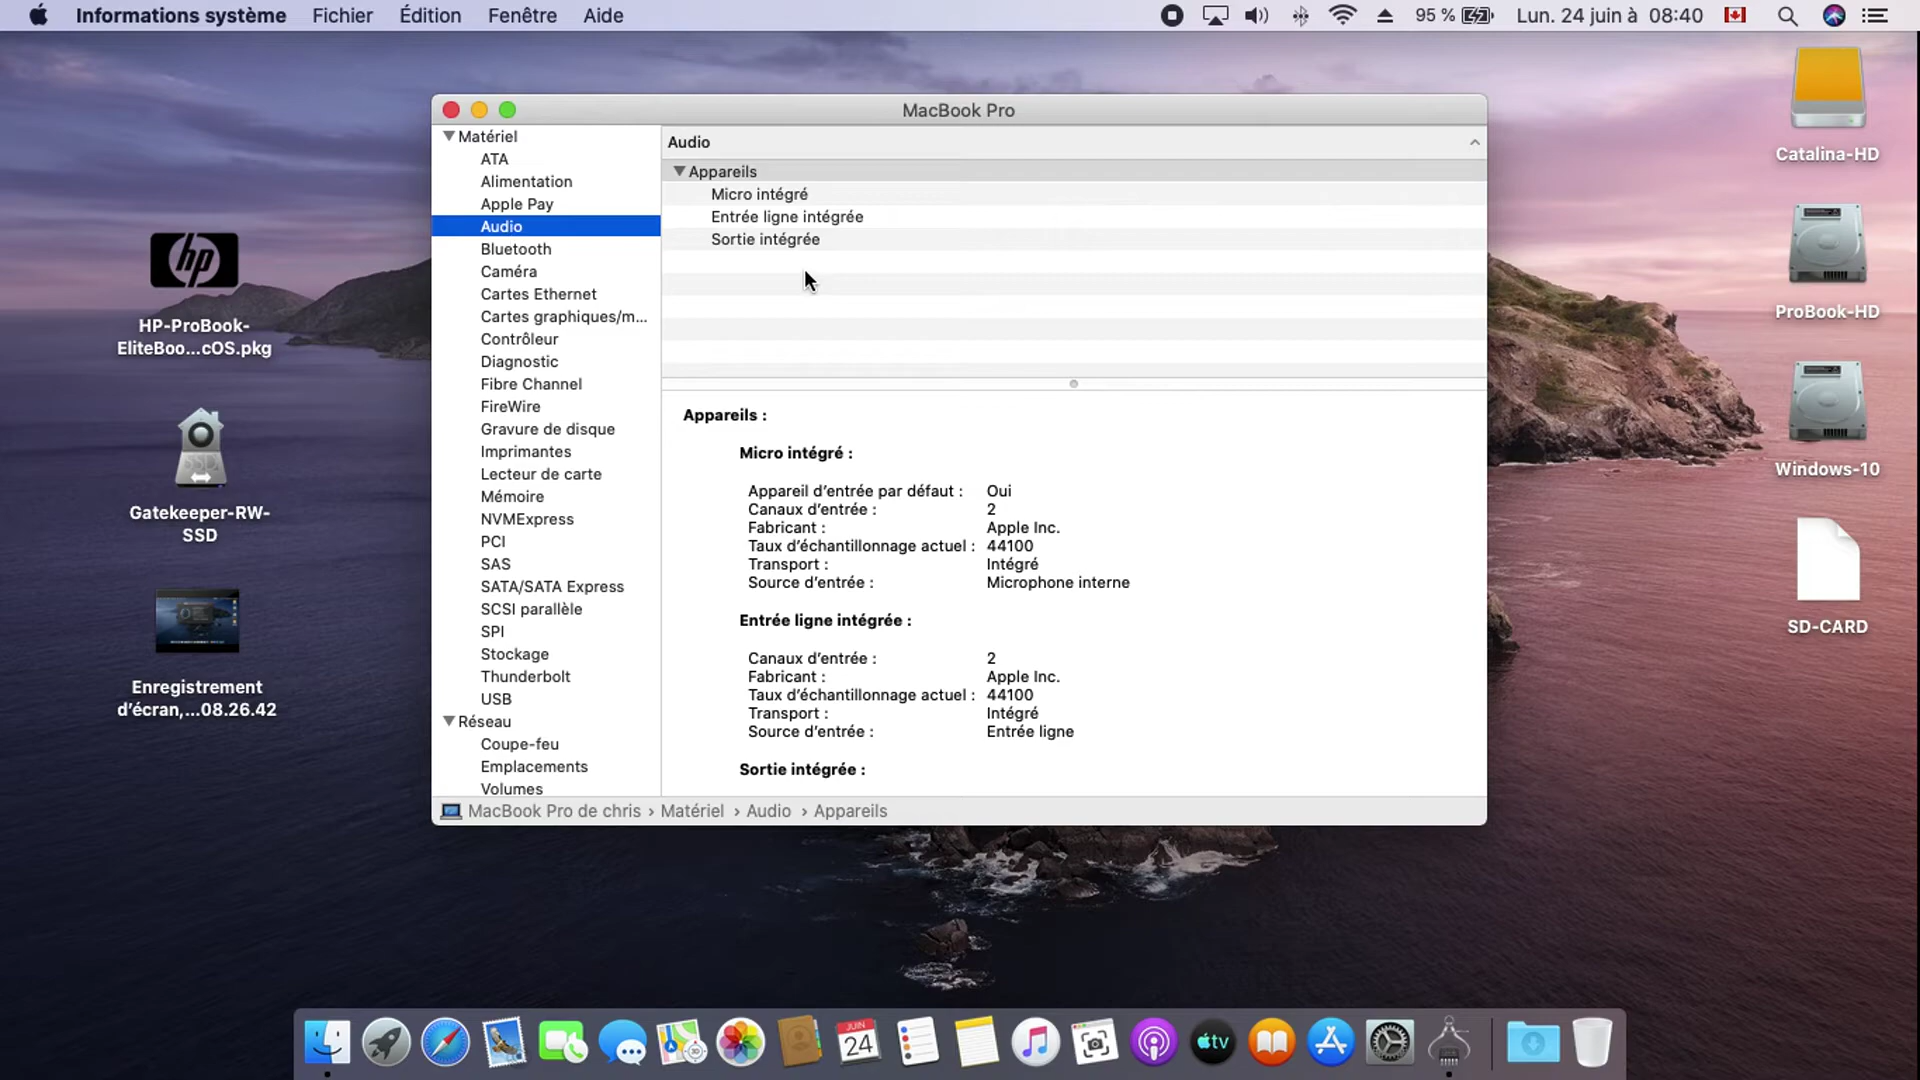 Informations système Fichier Édition Fenêtre Aide 95 % Lun. 24 juin à 08:40
MacBook Pro
Matériel
ATA
Alimentation
Apple Pay
Audio
Bluetooth
Caméra
Cartes Ethernet
Cartes graphiques/m...
Contrôleur
Diagnostic
Fibre Channel
FireWire
Gravure de disque
Imprimantes
Lecteur de carte
Mémoire
NVMExpress
PCI
SAS
SATA/SATA Express
SCSI parallèle
SPI
Stockage
Thunderbolt
USB
Réseau
Coupe-feu
Emplacements
Volumes
Audio
Appareils
Micro intégré
Entrée ligne intégrée
Sortie intégrée
Appareils :
Micro intégré :
Appareil d’entrée par défaut : Oui
Canaux d’entrée : 2
Fabricant : Apple Inc.
Taux d’échantillonnage actuel : 44100
Transport : Intégré
Source d’entrée : Microphone interne
Entrée ligne intégrée :
Canaux d’entrée : 2
Fabricant : Apple Inc.
Taux d’échantillonnage actuel : 44100
Transport : Intégré
Source d’entrée : Entrée ligne
Sortie intégrée :
MacBook Pro de chris › Matériel › Audio › Appareils
hp
HP-ProBook-
EliteBoo...cOS.pkg
SSD
Gatekeeper-RW-
SSD
Enregistrement
d’écran,...08.26.42
Catalina-HD
ProBook-HD
Windows-10
SD-CARD
JUIN
24
3D
tv